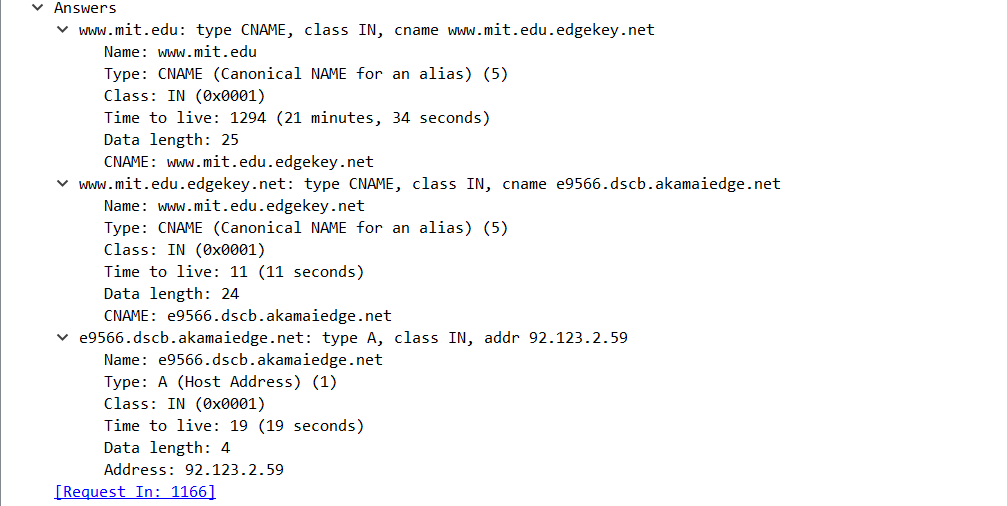 Answers
www.mit.edu: type CNAME, class IN, cname www.mit.edu.edgekey.net
Name: www.mit.edu
Type: CNAME (Canonical NAME for an alias) (5)
Class: IN (0x0001)
Time to live: 1294 (21 minutes, 34 seconds)
Data length: 25
CNAME: www.mit.edu.edgekey.net
www.mit.edu.edgekey.net: type CNAME, class IN, cname e9566.dscb.akamaiedge.net
Name: www.mit.edu.edgekey.net
Type: CNAME (Canonical NAME for an alias) (5)
Class: IN (0x0001)
Time to live: 11 (11 seconds)
Data length: 24
CNAME: e9566.dscb.akamaiedge.net
e9566.dscb.akamaiedge.net: type A, class IN, addr 92.123.2.59
Name: e9566.dscb.akamaiedge.net
Type: A (Host Address) (1)
Class: IN (0x0001)
Time to live: 19 (19 seconds)
Data length: 4
Address: 92.123.2.59
[Request In: 1166]